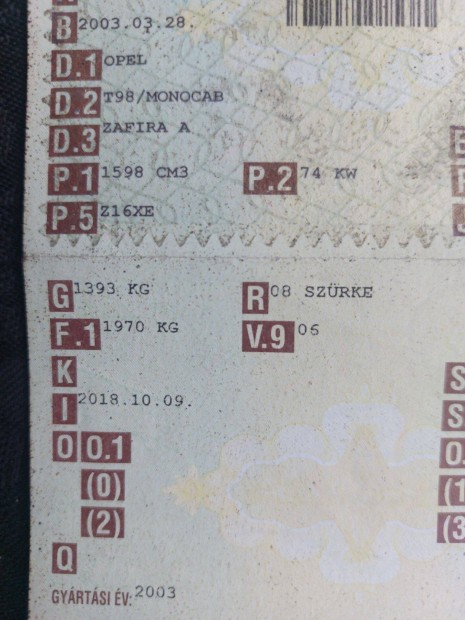 B 2003.03.28.
D.1 OPEL
D.2 T98/MONOCAB
D.3 ZAFIRA A
P.1 1598 CM3 P.2 74 KW
P.5 Z16XE
G 1393 KG R 08 SZÜRKE
F.1 1970 KG V.9 06
K
I 2018.10.09.
O O.1
(0)
(2)
Q
GYÁRTÁSI ÉV: 2003